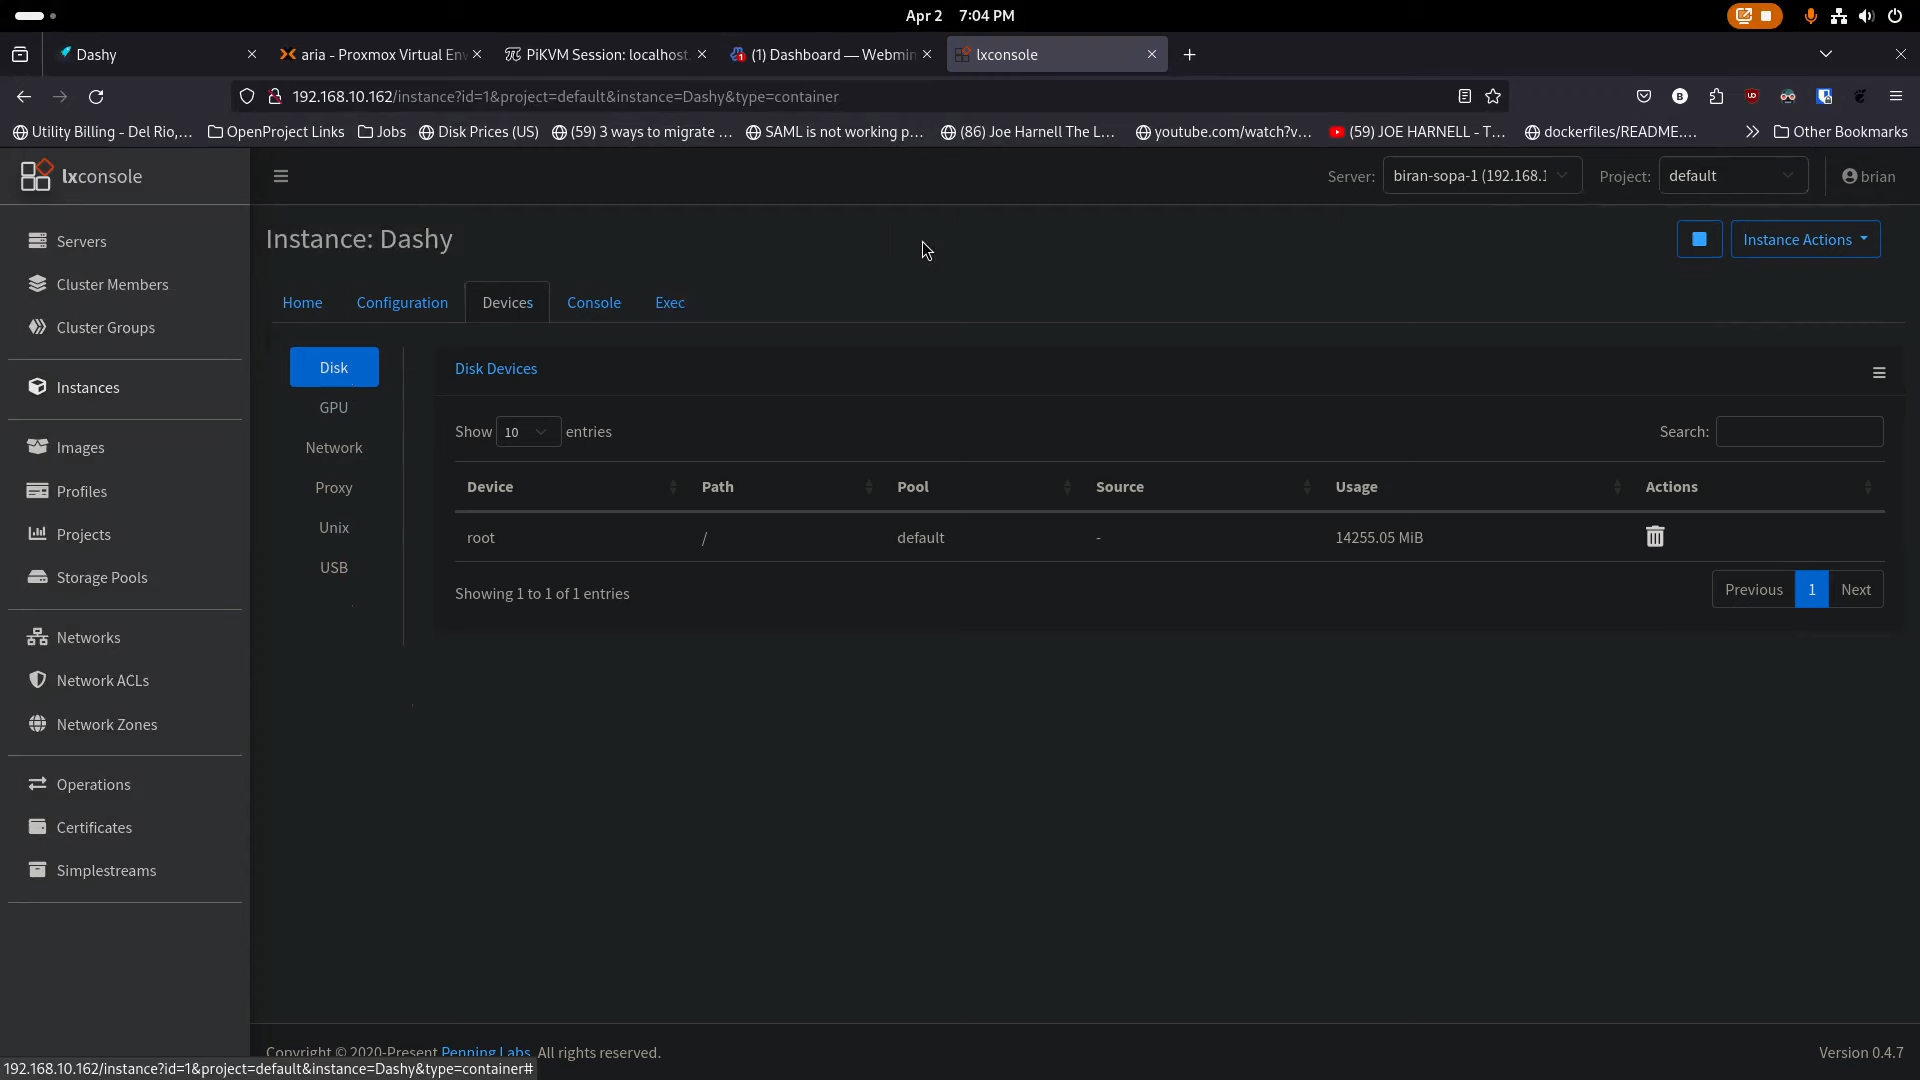 Apr 2 7:04 PM
Dashy
aria - Proxmox Virtual En
PiKVM Session: localhost
(1) Dashboard — Webmin
lxconsole
192.168.10.162/instance?id=1&project=default&instance=Dashy&type=container
Utility Billing - Del Rio,...
OpenProject Links
Jobs
Disk Prices (US)
(59) 3 ways to migrate ...
SAML is not working p...
(86) Joe Harnell The L...
youtube.com/watch?v...
(59) JOE HARNELL - T...
dockerfiles/README....
Other Bookmarks
lxconsole
Server: biran-sopa-1 (192.168.1
Project: default
brian
Servers
Cluster Members
Cluster Groups
Instances
Images
Profiles
Projects
Storage Pools
Networks
Network ACLs
Network Zones
Operations
Certificates
Simplestreams
Instance: Dashy
Instance Actions
Home Configuration Devices Console Exec
Disk
GPU
Network
Proxy
Unix
USB
Disk Devices
Show 10 entries
Search:
Device Path Pool Source Usage Actions
root / default - 14255.05 MiB
Showing 1 to 1 of 1 entries
Previous 1 Next
Copyright © 2020-Present Penning Labs. All rights reserved.
Version 0.4.7
192.168.10.162/instance?id=1&project=default&instance=Dashy&type=container#